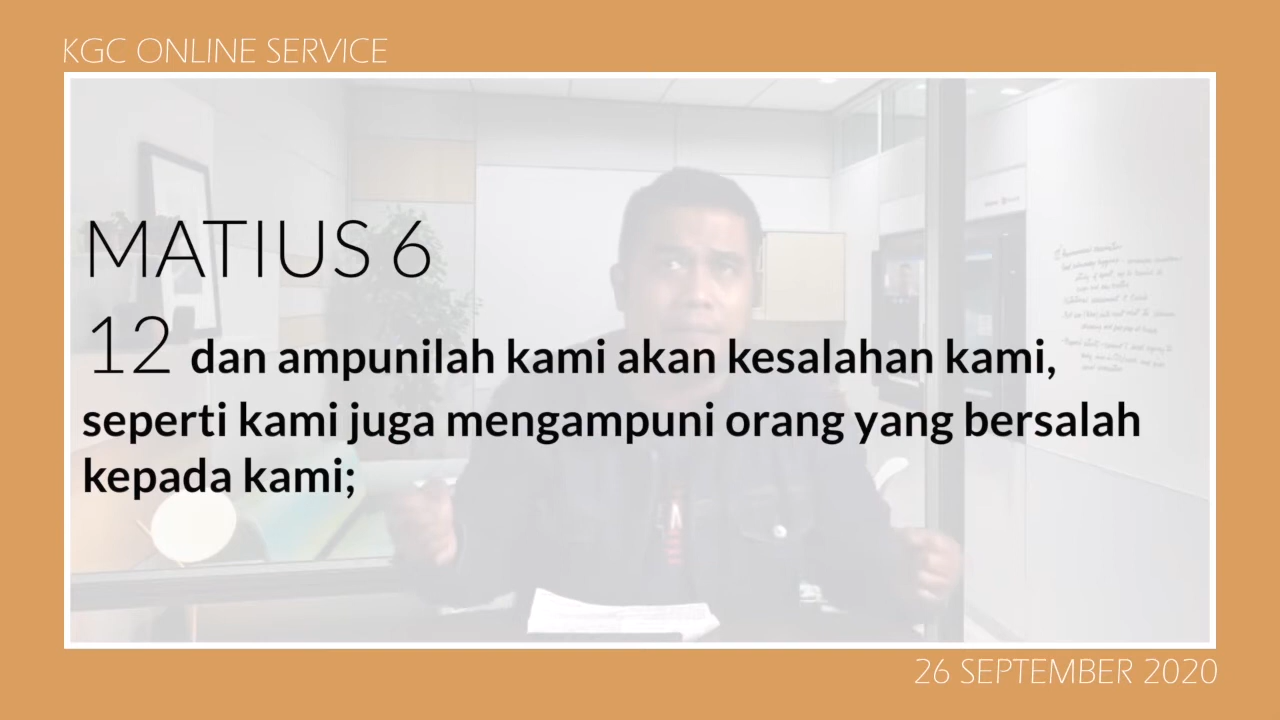 KGC ONLINE SERVICE
MATIUS 6
12 dan ampunilah kami akan kesalahan kami,
seperti kami juga mengampuni orang yang bersalah
kepada kami;
26 SEPTEMBER 2020